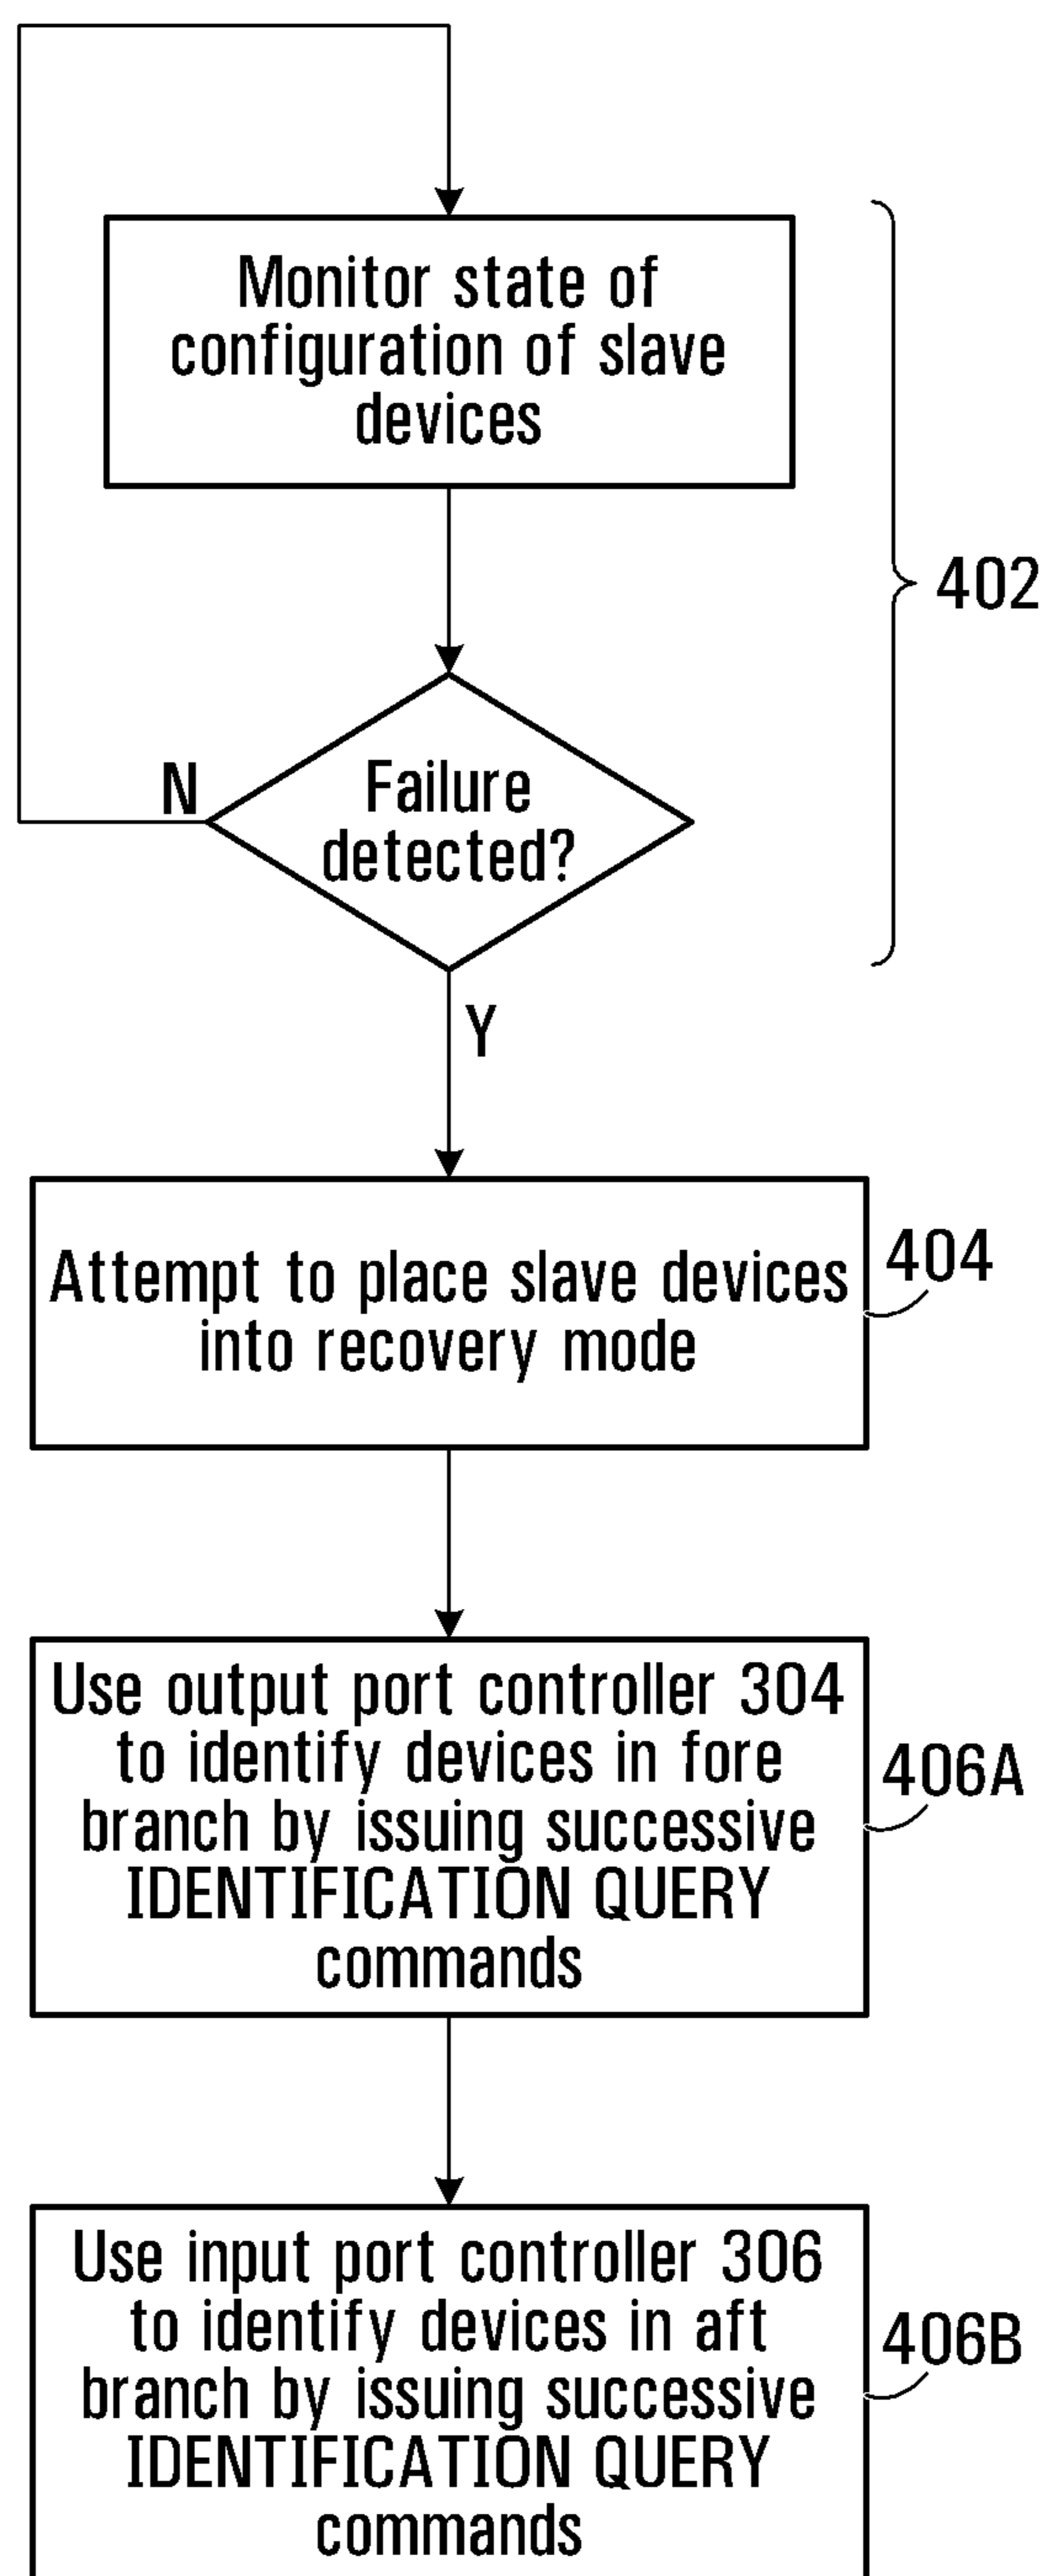 Monitor state of
configuration of slave
devices
402
N
Failure
detected?
Y
Attempt to place slave devices
into recovery mode
404
Use output port controller 304
to identify devices in fore
branch by issuing successive
IDENTIFICATION QUERY
commands
406A
Use input port controller 306
to identify devices in aft
branch by issuing successive
IDENTIFICATION QUERY
commands
406B